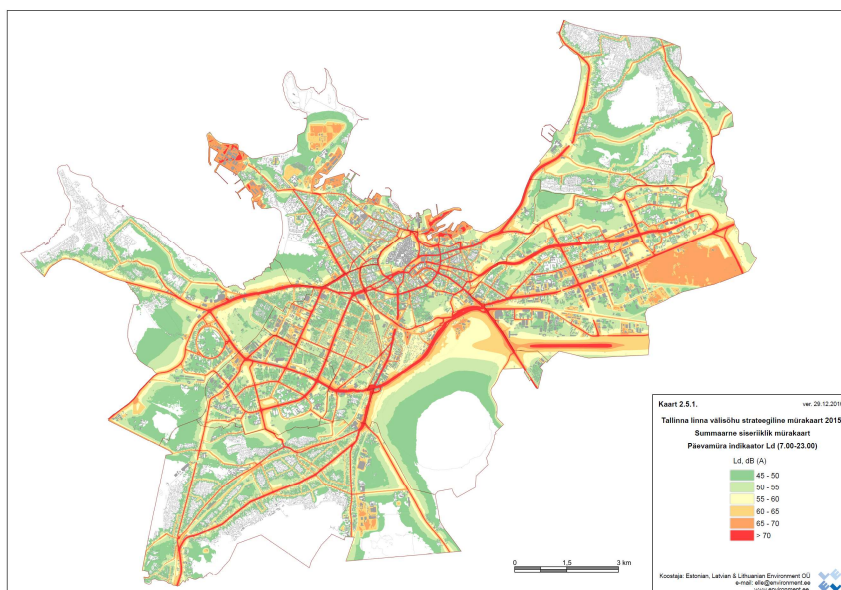 Kaart 2.5.1. ver. 29.12.201
Tallinna linna välisõhu strateegiline mürakaart 2015
Summaarne siseriiklik mürakaart
Päevamüra indikaator Ld (7.00-23.00)
Ld, dB (A)
45 - 50
50 - 55
55 - 60
60 - 65
65 - 70
> 70
0 1,5 3 km
Koostaja: Estonian, Latvian & Lithuanian Environment OÜ
e-mail: elle@environment.ee
www.environment.ee